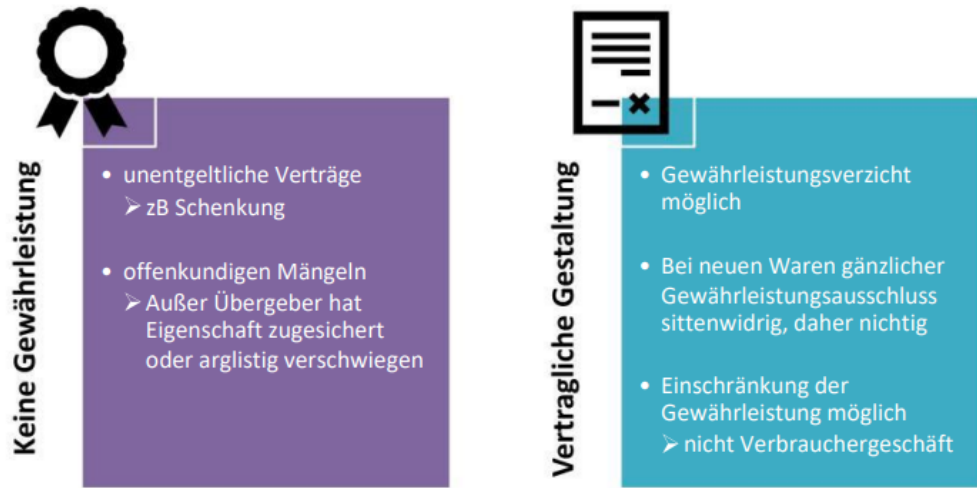 Keine Gewährleistung
• unentgeltliche Verträge
➢ zB Schenkung
• offenkundigen Mängeln
➢ Außer Übergeber hat
Eigenschaft zugesichert
oder arglistig verschwiegen
Vertragliche Gestaltung
• Gewährleistungsverzicht
möglich
• Bei neuen Waren gänzlicher
Gewährleistungsausschluss
sittenwidrig, daher nichtig
• Einschränkung der
Gewährleistung möglich
➢ nicht Verbrauchergeschäft